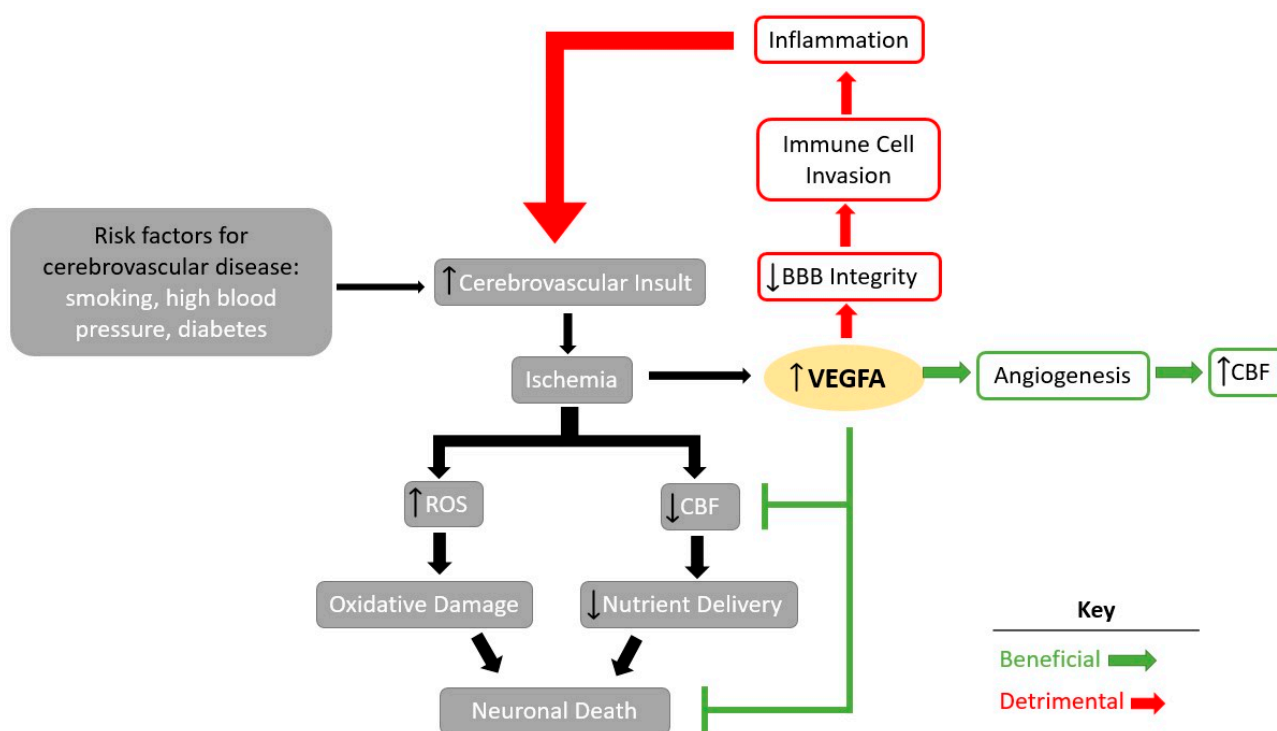 Inflammation
Immune Cell
Invasion
Risk factors for
cerebrovascular disease:
smoking, high blood
pressure, diabetes
↑Cerebrovascular Insult
↓BBB Integrity
Ischemia
↑VEGFA
Angiogenesis
↑CBF
↑ROS
↓CBF
Oxidative Damage
↓Nutrient Delivery
Neuronal Death
Key
Beneficial
Detrimental